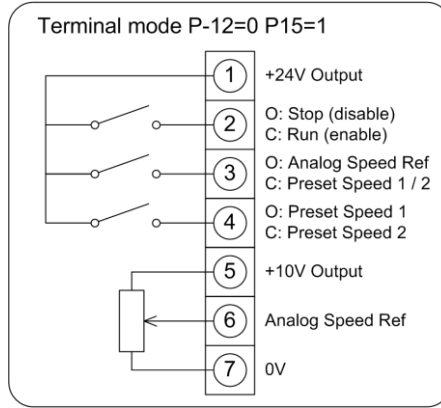 Terminal mode P-12=0 P15=1
1 +24V Output
2 O: Stop (disable)
C: Run (enable)
3 O: Analog Speed Ref
C: Preset Speed 1 / 2
4 O: Preset Speed 1
C: Preset Speed 2
5 +10V Output
6 Analog Speed Ref
7 0V